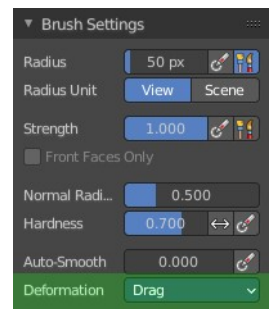 Brush Settings
Radius 50 px
Radius Unit View Scene
Strength 1.000
Front Faces Only
Normal Radi... 0.500
Hardness 0.700
Auto-Smooth 0.000
Deformation Drag